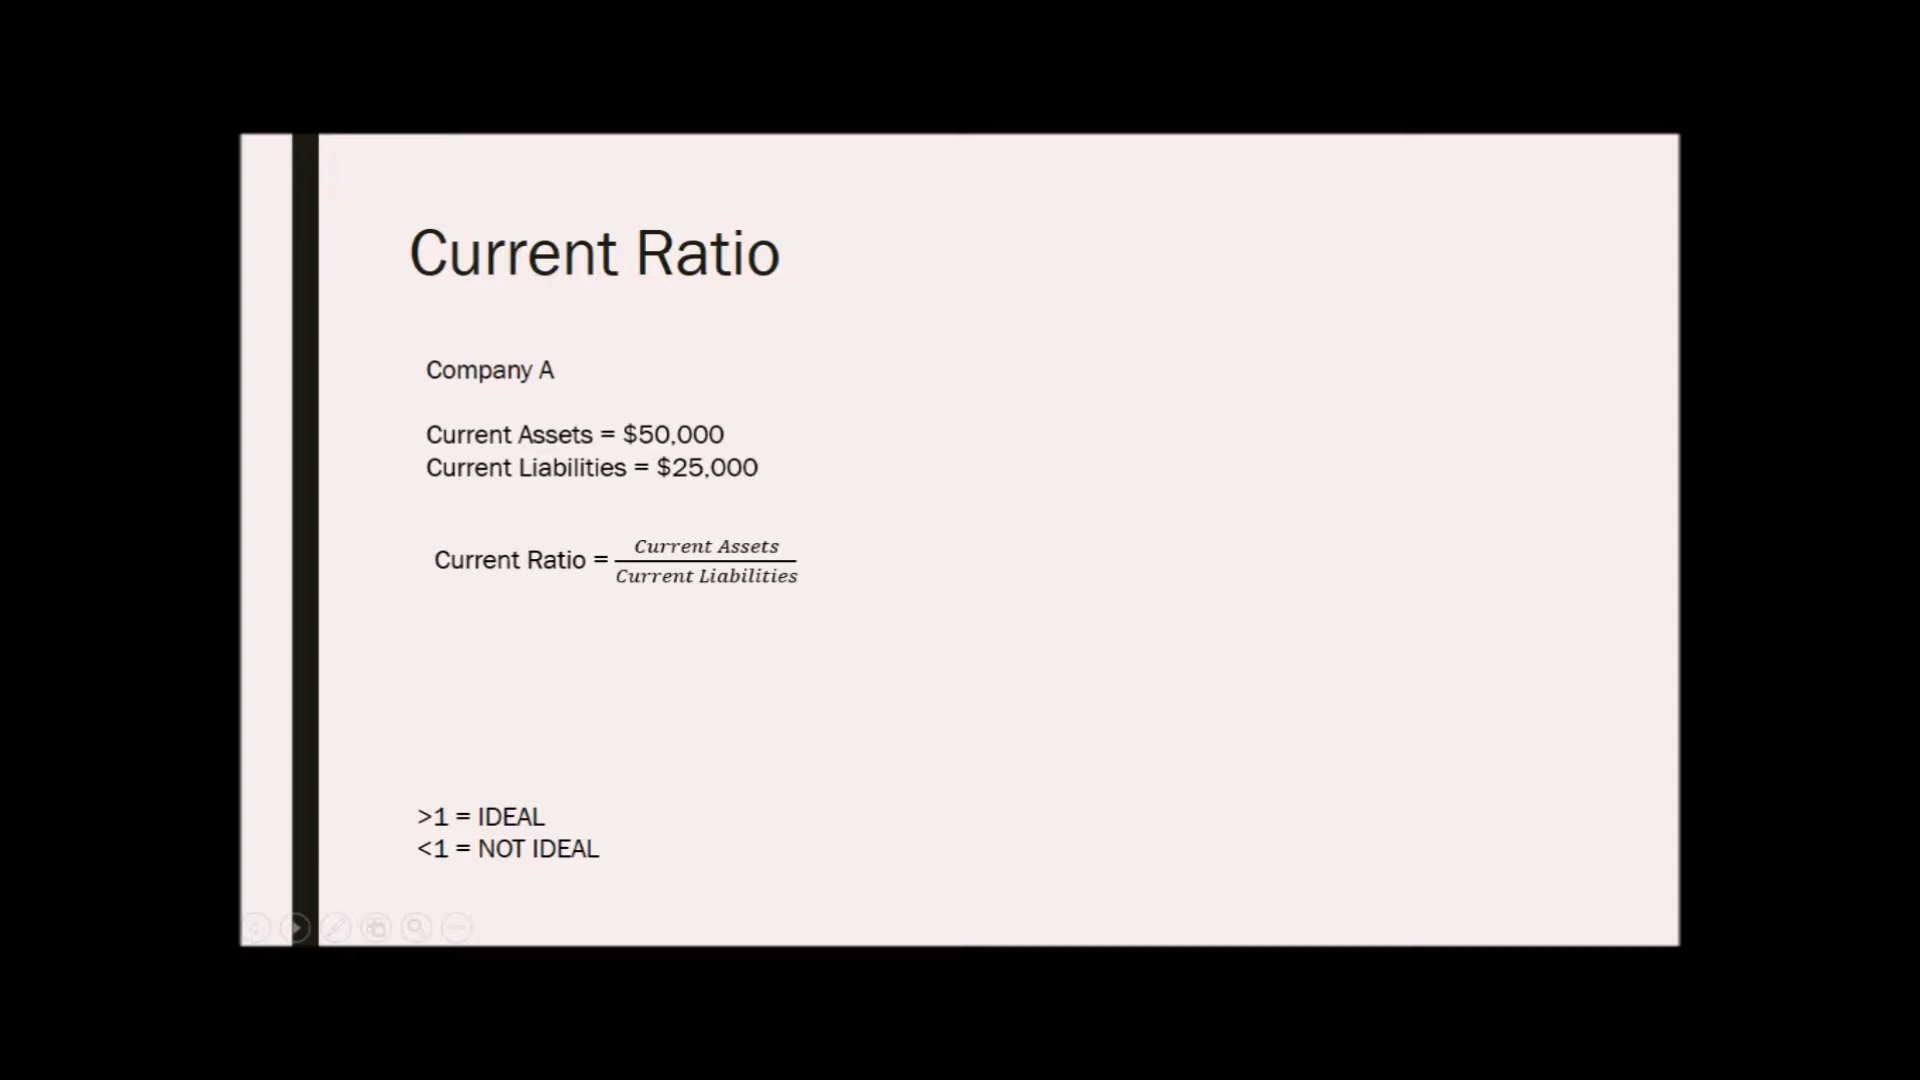 Current Ratio
Company A
Current Assets = $50,000
Current Liabilities = $25,000
Current Ratio = Current Assets / Current Liabilities
>1 = IDEAL
<1 = NOT IDEAL